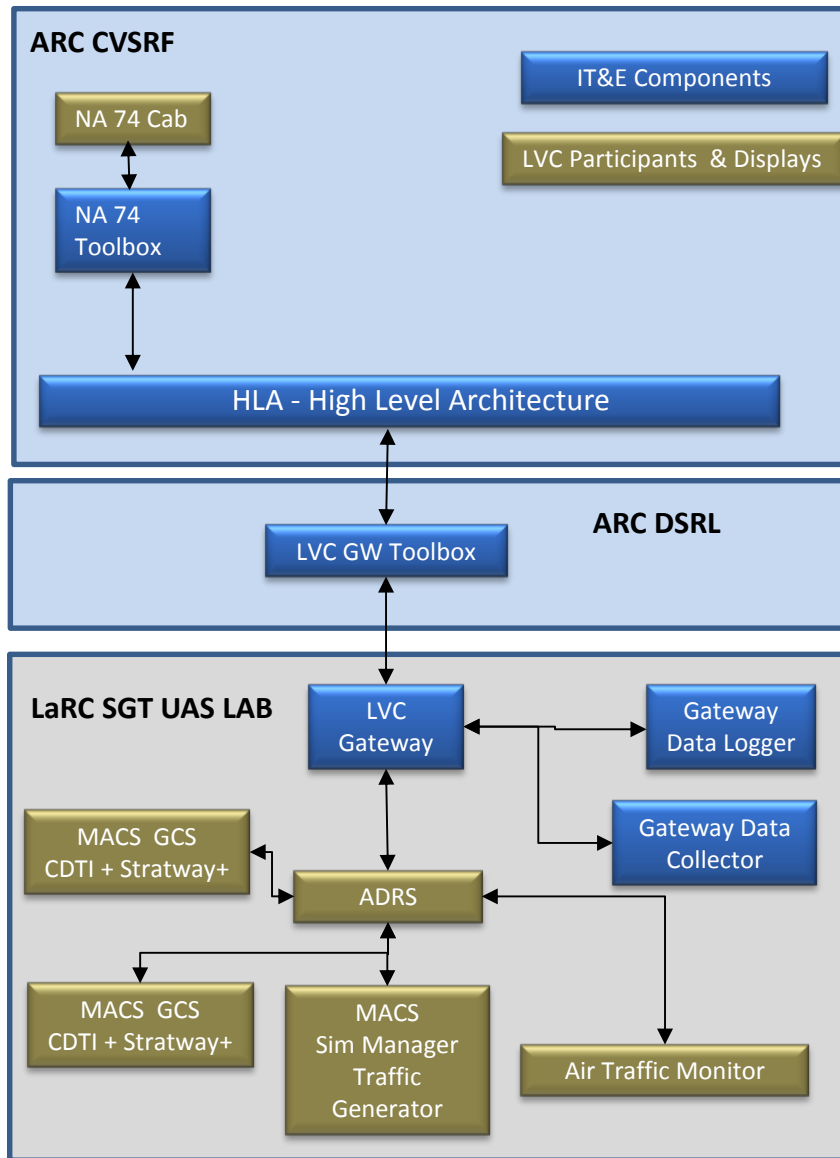 ARC CVSRF
IT&E Components
NA 74 Cab
LVC Participants & Displays
NA 74
Toolbox
HLA - High Level Architecture
ARC DSRL
LVC GW Toolbox
LaRC SGT UAS LAB
LVC
Gateway
Gateway
Data Logger
MACS GCS
CDTI + Stratway+
Gateway Data
Collector
ADRS
MACS GCS
CDTI + Stratway+
MACS
Sim Manager
Traffic
Generator
Air Traffic Monitor